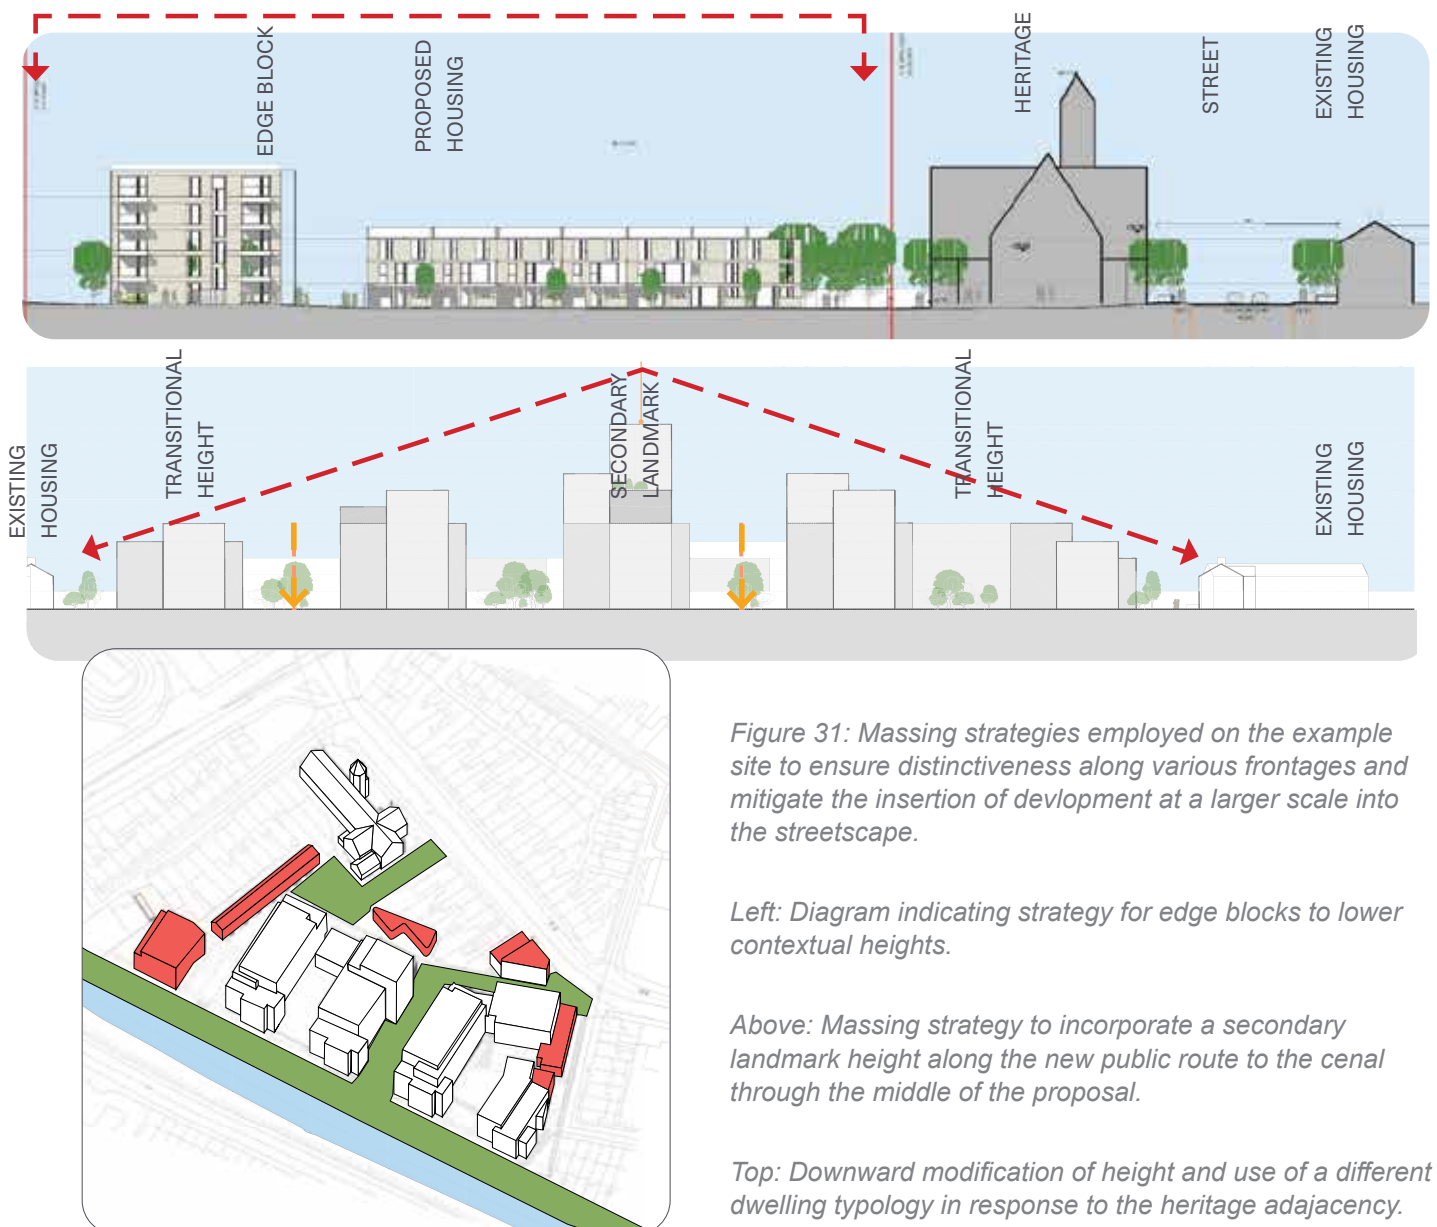 EDGE BLOCK
PROPOSED
HOUSING
HERITAGE
STREET
EXISTING
HOUSING
EXISTING
HOUSING
TRANSITIONAL
HEIGHT
SECONDARY
LANDMARK
TRANSITIONAL
HEIGHT
EXISTING
HOUSING
Figure 31: Massing strategies employed on the example
site to ensure distinctiveness along various frontages and
mitigate the insertion of devlopment at a larger scale into
the streetscape.
Left: Diagram indicating strategy for edge blocks to lower
contextual heights.
Above: Massing strategy to incorporate a secondary
landmark height along the new public route to the cenal
through the middle of the proposal.
Top: Downward modification of height and use of a different
dwelling typology in response to the heritage adajacency.